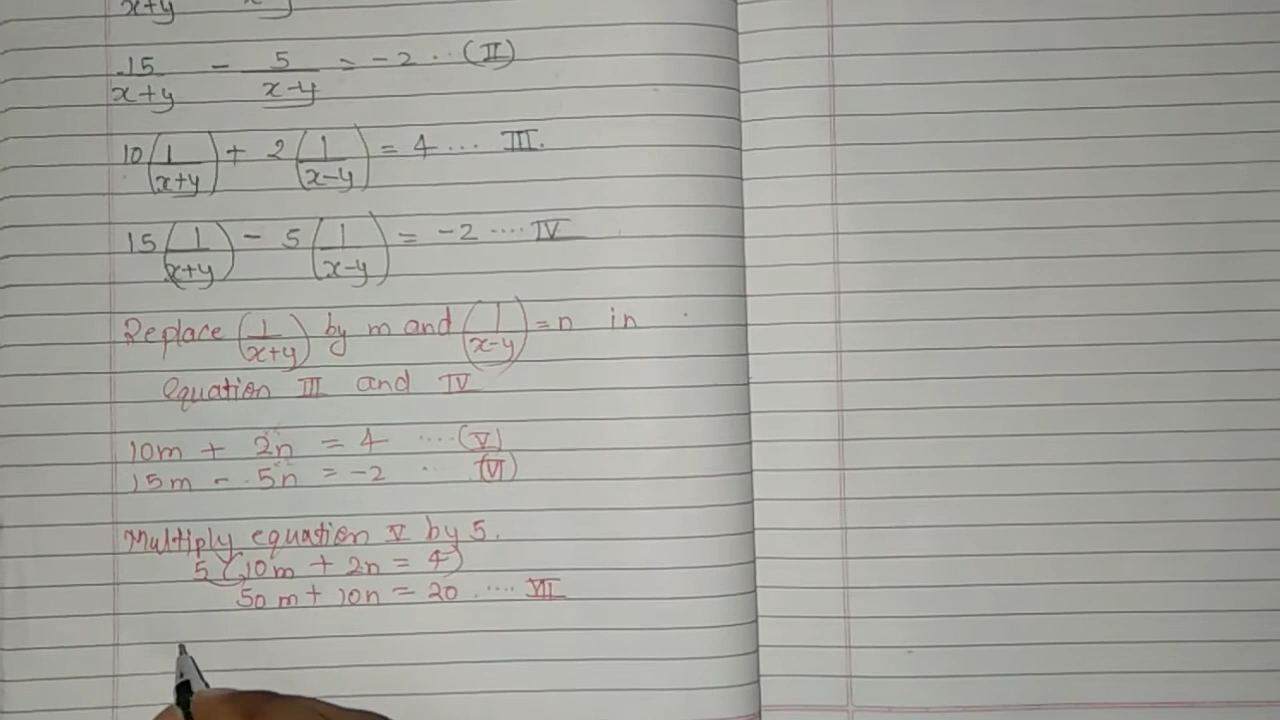 x+y
15/x+y - 5/x-y = -2 .. (II)
10(1/x+y) + 2(1/x-y) = 4 ... III.
15(1/x+y) - 5(1/x-y) = -2 .... IV
Replace (1/x+y) by m and (1/x-y) = n in
equation III and IV
10m + 2n = 4 ....(V)
15m - 5n = -2 .. (VI)
Multiply equation V by 5.
5(10m + 2n = 4)
50m + 10n = 20 .... VII